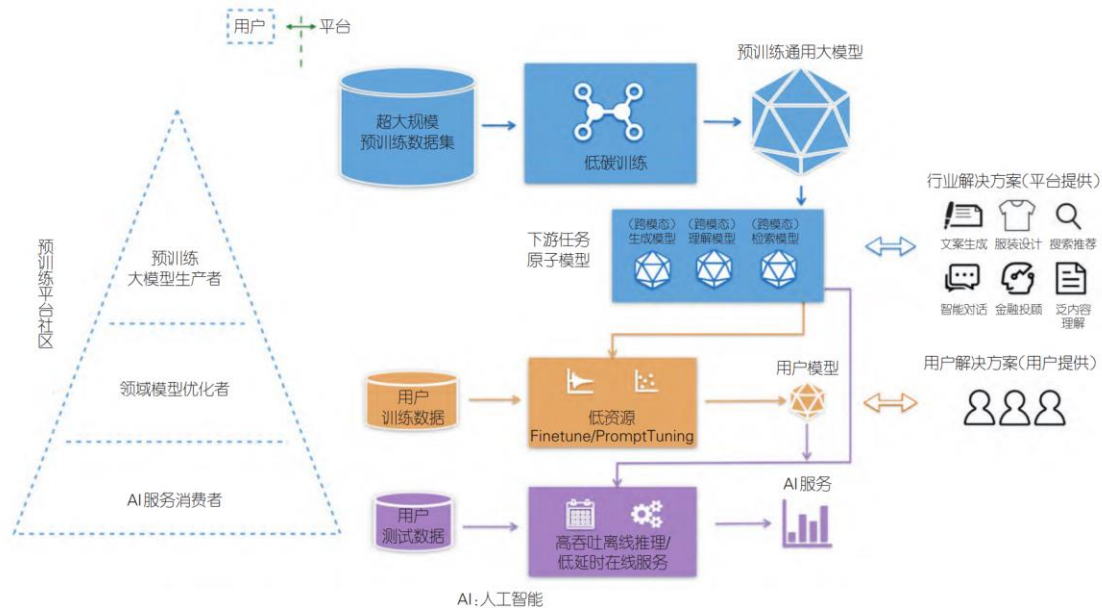 用户
平台
预训练通用大模型
超大规模
预训练数据集
低碳训练
行业解决方案(平台提供)
文案生成 服装设计 搜索推荐
智能对话 金融投顾 泛内容
理解
下游任务
原子模型
(跨模态) (跨模态) (跨模态)
生成模型 理解模型 检索模型
预训练平台社区
预训练
大模型生产者
领域模型优化者
AI服务消费者
用户
训练数据
低资源
Finetune/PromptTuning
用户模型
用户解决方案(用户提供)
用户
测试数据
高吞吐离线推理/
低延时在线服务
AI服务
AI:人工智能